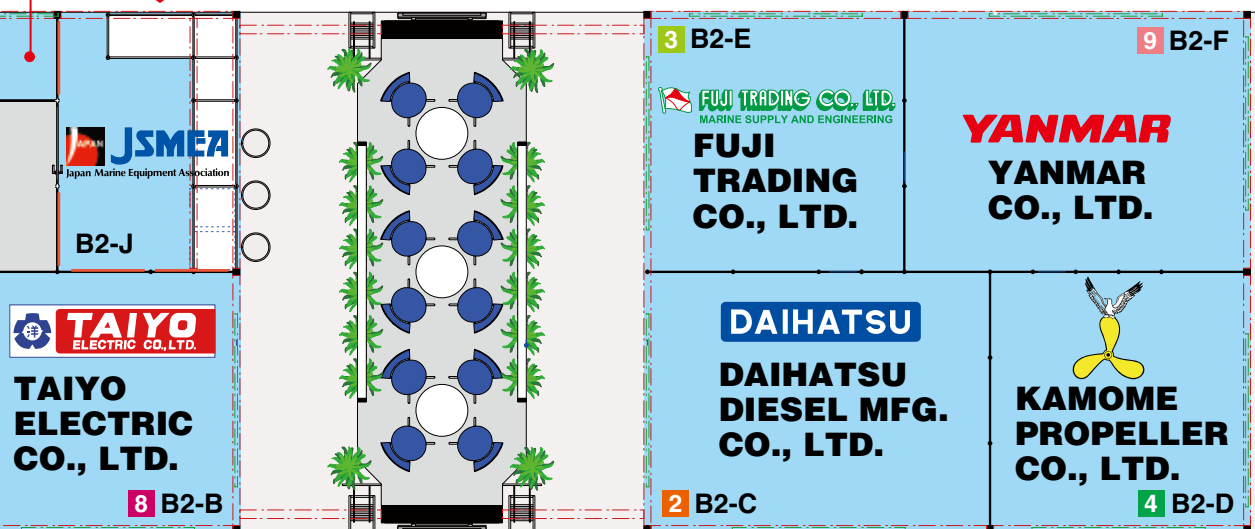 JAPAN
JSMEA
Japan Marine Equipment Association
B2-J
洋
TAIYO
ELECTRIC CO.,LTD.
TAIYO
ELECTRIC
CO., LTD.
8 B2-B
3 B2-E
FUJI TRADING CO., LTD.
MARINE SUPPLY AND ENGINEERING
FUJI
TRADING
CO., LTD.
9 B2-F
YANMAR
YANMAR
CO., LTD.
DAIHATSU
DAIHATSU
DIESEL MFG.
CO., LTD.
2 B2-C
KAMOME
PROPELLER
CO., LTD.
4 B2-D